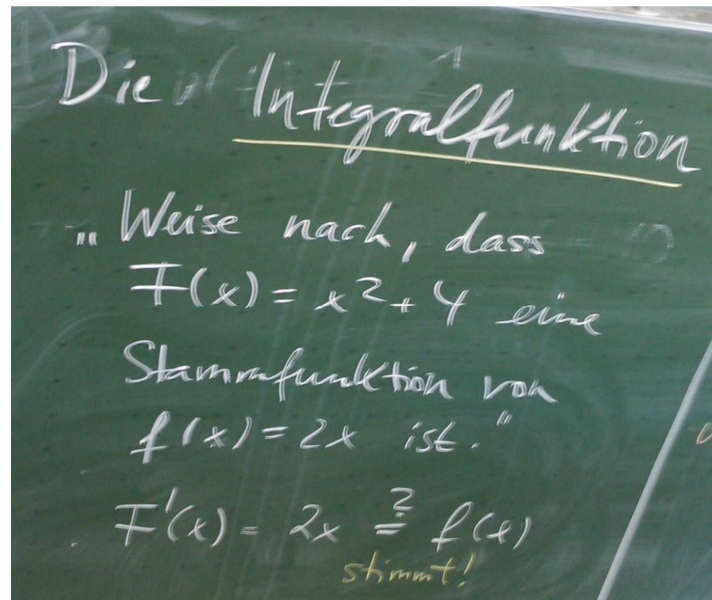 Die Integralfunktion
„Weise nach, dass
F(x) = x² + 4 eine
Stammfunktion von
f(x) = 2x ist."
F'(x) = 2x ≟ f(x)
stimmt!